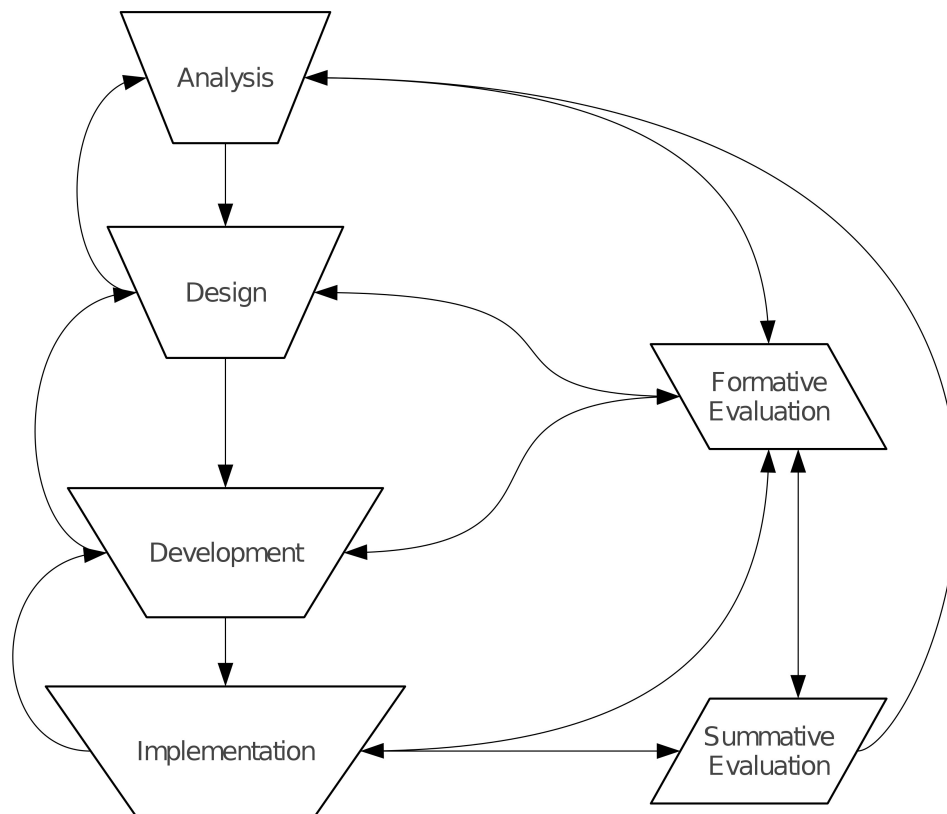 Analysis
Design
Formative
Evaluation
Development
Implementation
Summative
Evaluation